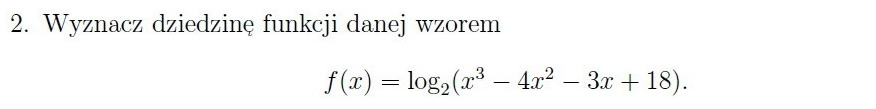 2. Wyznacz dziedzinę funkcji danej wzorem
f(x) = log₂(x³ − 4x² − 3x + 18).